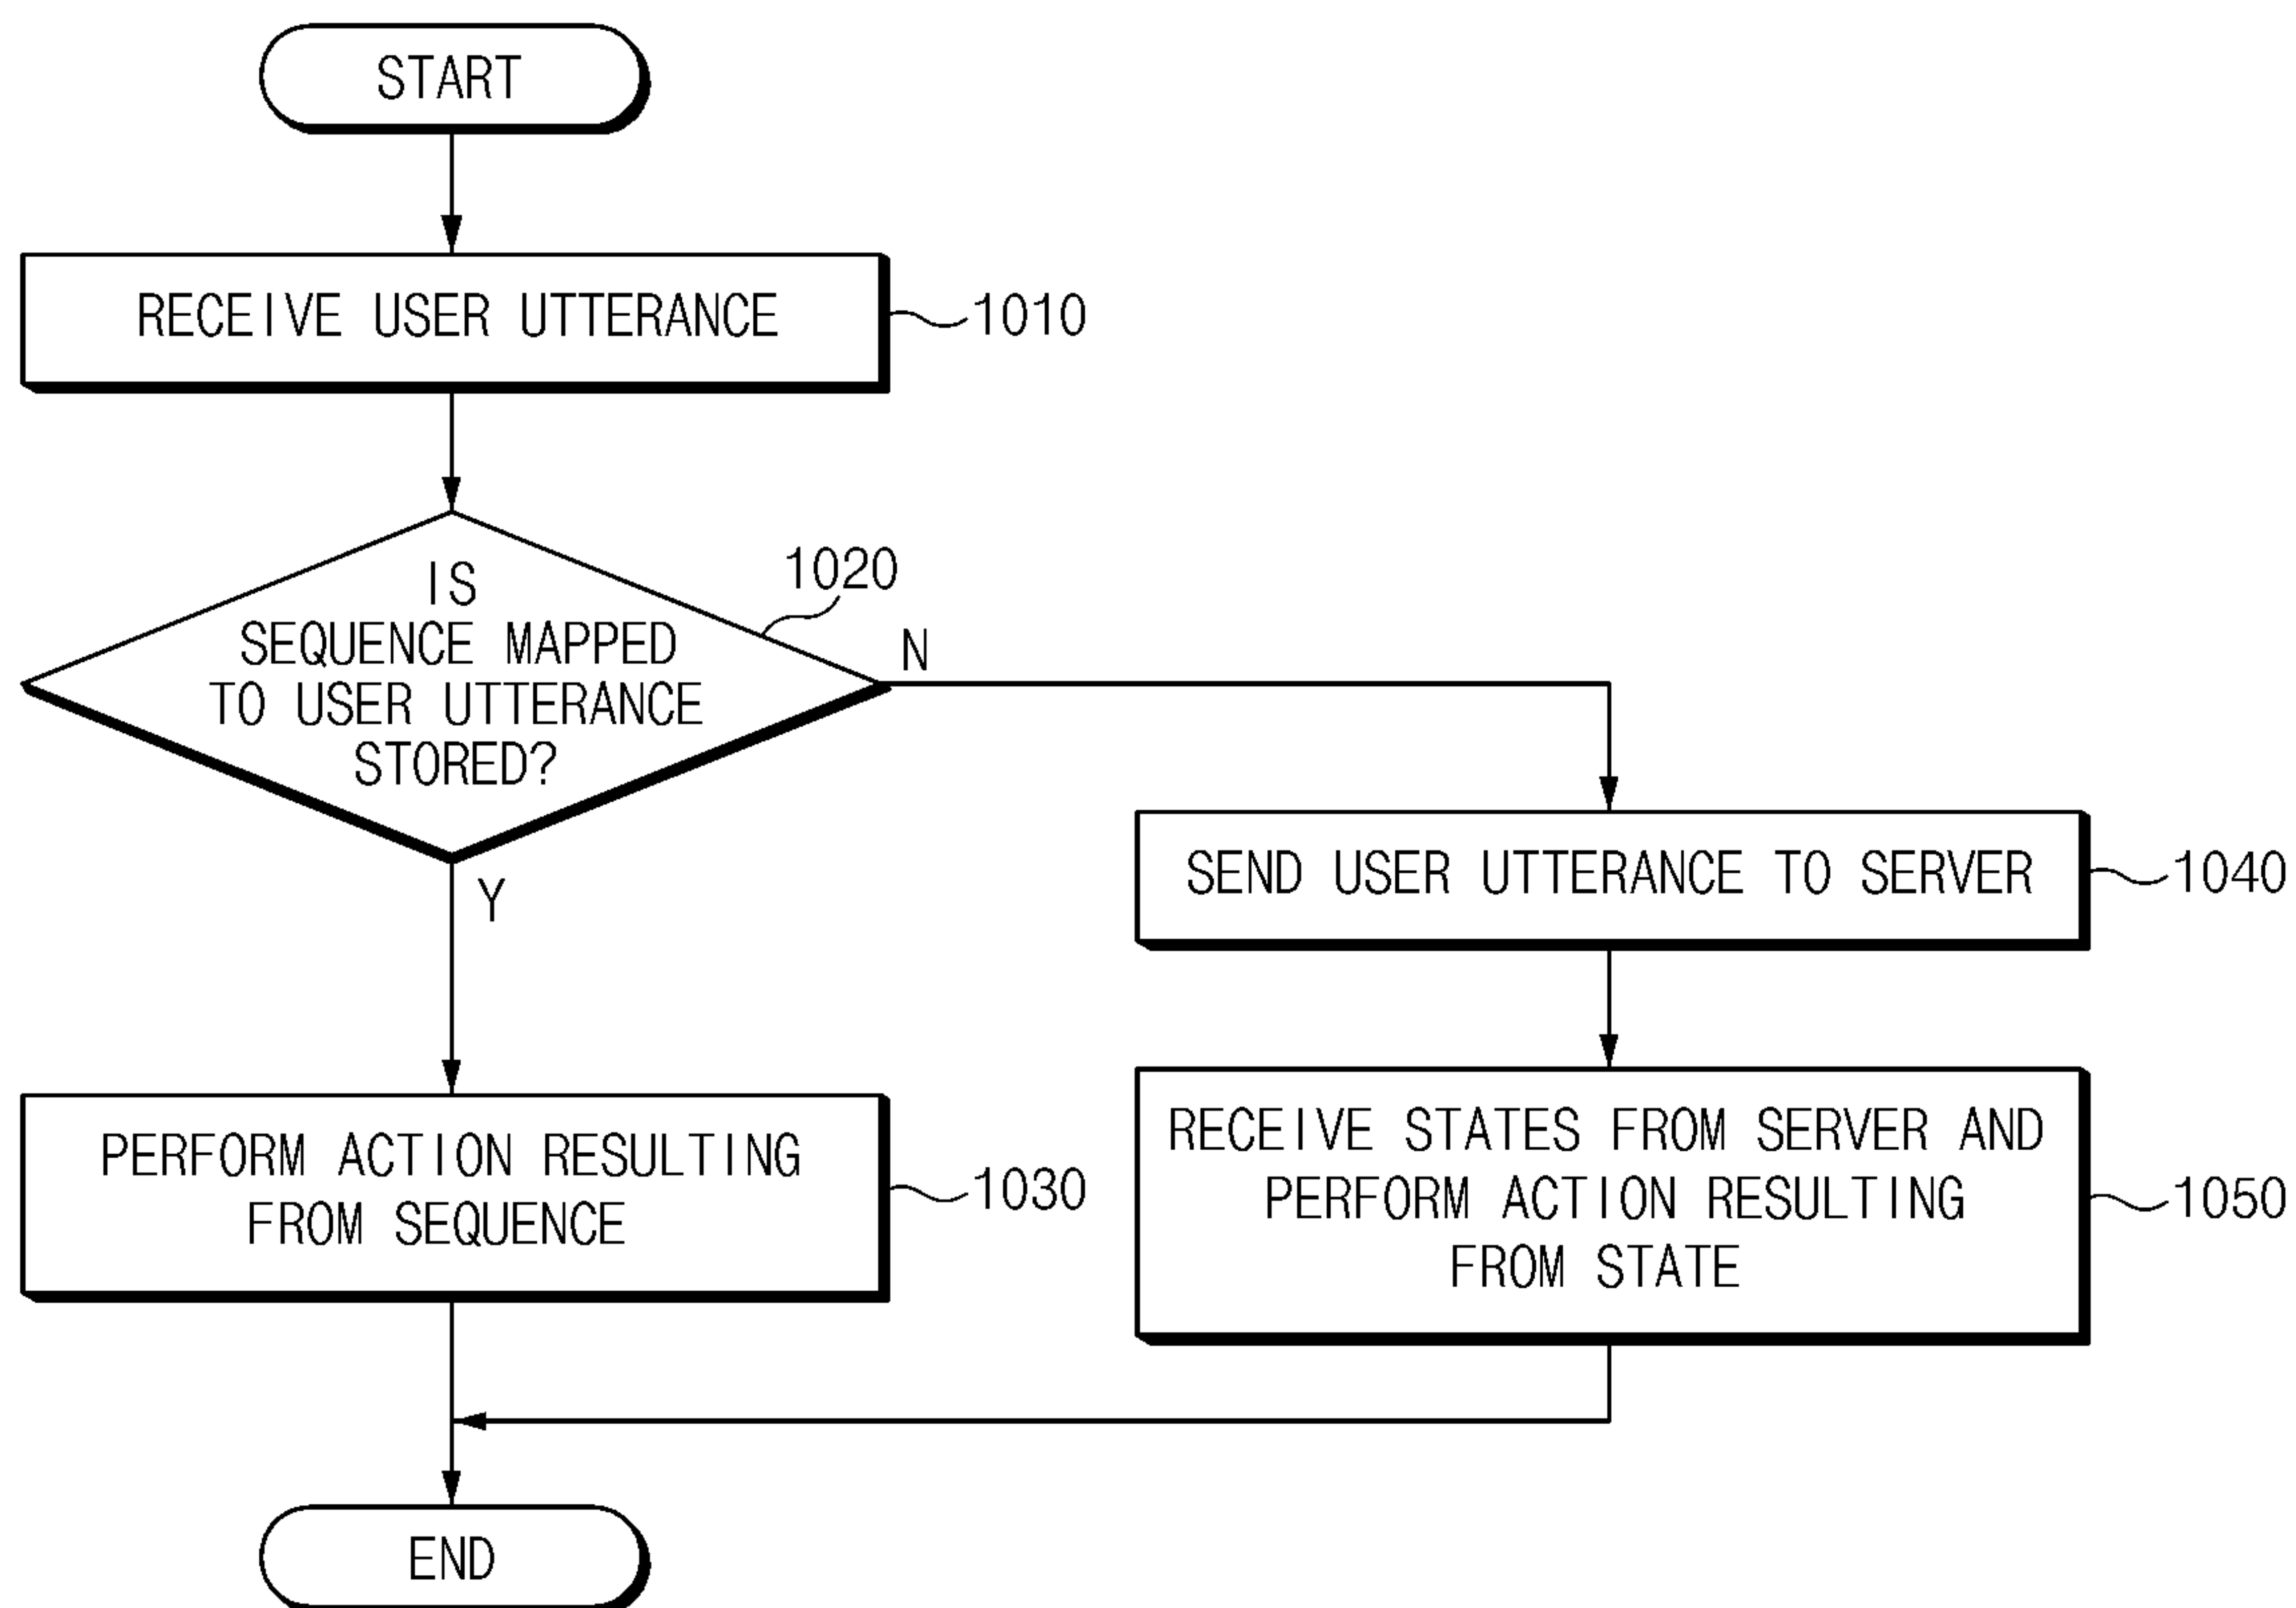 START
RECEIVE USER UTTERANCE
1010
IS
SEQUENCE MAPPED
TO USER UTTERANCE
STORED?
1020
N
Y
SEND USER UTTERANCE TO SERVER
1040
PERFORM ACTION RESULTING
FROM SEQUENCE
1030
RECEIVE STATES FROM SERVER AND
PERFORM ACTION RESULTING
FROM STATE
1050
END